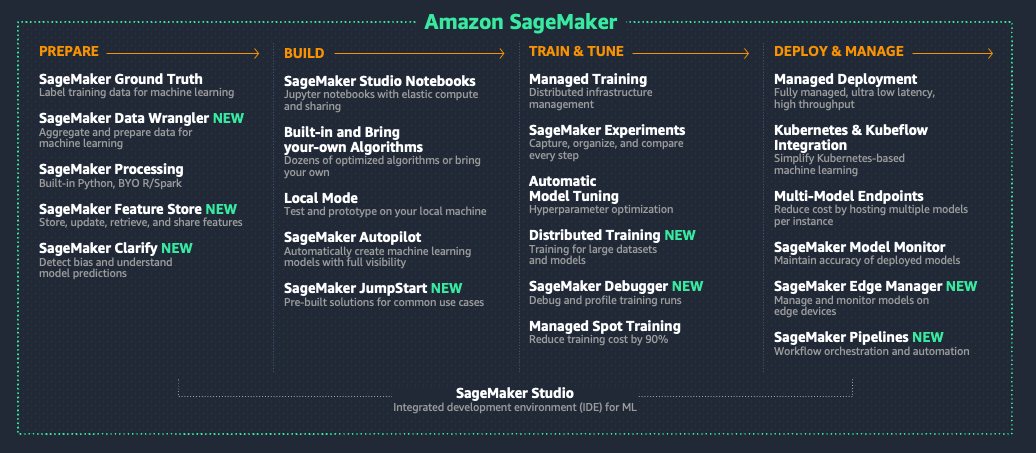 Amazon SageMaker
PREPARE
SageMaker Ground Truth
Label training data for machine learning
SageMaker Data Wrangler NEW
Aggregate and prepare data for
machine learning
SageMaker Processing
Built-in Python, BYO R/Spark
SageMaker Feature Store NEW
Store, update, retrieve, and share features
SageMaker Clarify NEW
Detect bias and understand
model predictions
BUILD
SageMaker Studio Notebooks
Jupyter notebooks with elastic compute
and sharing
Built-in and Bring
your-own Algorithms
Dozens of optimized algorithms or bring
your own
Local Mode
Test and prototype on your local machine
SageMaker Autopilot
Automatically create machine learning
models with full visibility
SageMaker JumpStart NEW
Pre-built solutions for common use cases
TRAIN & TUNE
Managed Training
Distributed infrastructure
management
SageMaker Experiments
Capture, organize, and compare
every step
Automatic
Model Tuning
Hyperparameter optimization
Distributed Training NEW
Training for large datasets
and models
SageMaker Debugger NEW
Debug and profile training runs
Managed Spot Training
Reduce training cost by 90%
DEPLOY & MANAGE
Managed Deployment
Fully managed, ultra low latency,
high throughput
Kubernetes & Kubeflow
Integration
Simplify Kubernetes-based
machine learning
Multi-Model Endpoints
Reduce cost by hosting multiple models
per instance
SageMaker Model Monitor
Maintain accuracy of deployed models
SageMaker Edge Manager NEW
Manage and monitor models on
edge devices
SageMaker Pipelines NEW
Workflow orchestration and automation
SageMaker Studio
Integrated development environment (IDE) for ML